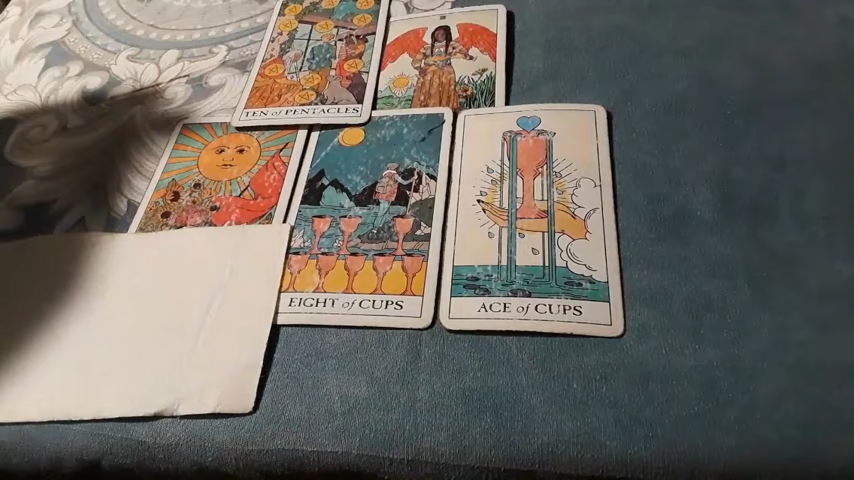 TEN of PENTACLES
EIGHT of CUPS
ACE of CUPS